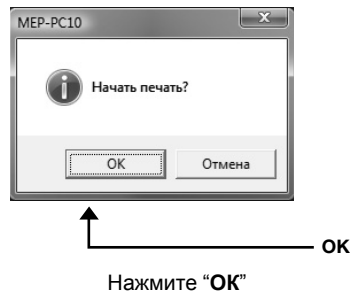 MEP-PC10
Начать печать?
OK
Отмена
OK
Нажмите “OK”